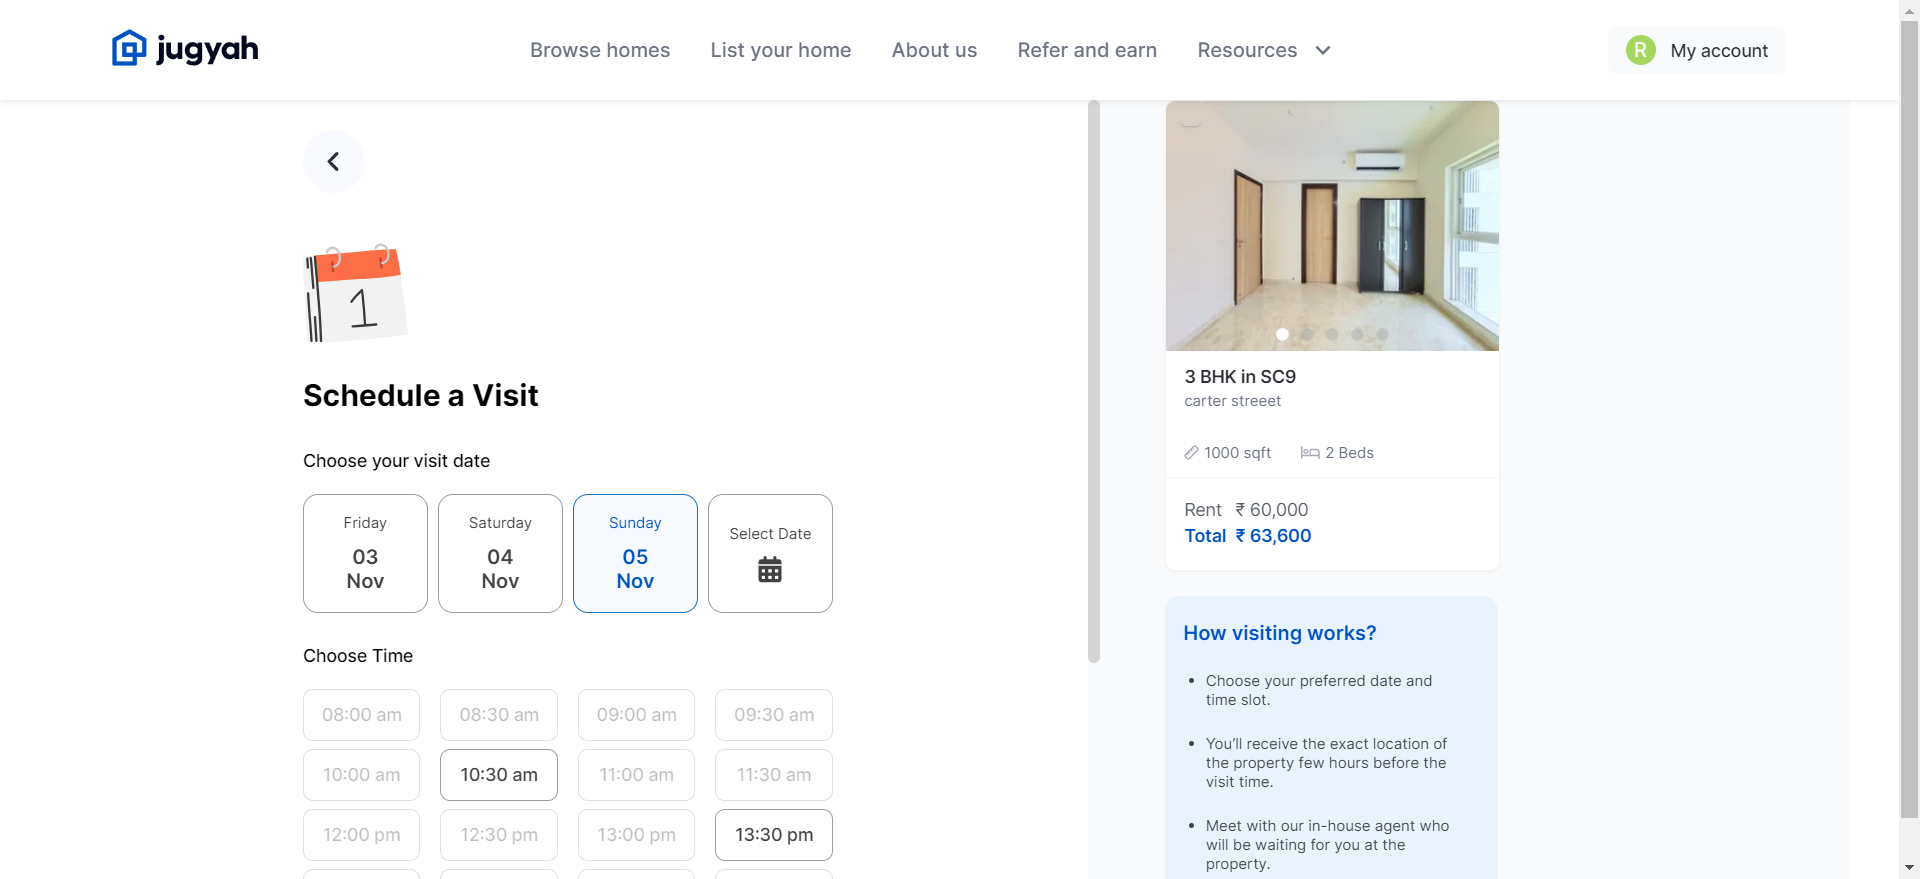 jugyah
Browse homes
List your home
About us
Refer and earn
Resources
R
My account
1
Schedule a Visit
Choose your visit date
Friday
03
Nov
Saturday
04
Nov
Sunday
05
Nov
Select Date
Choose Time
08:00 am
08:30 am
09:00 am
09:30 am
10:00 am
10:30 am
11:00 am
11:30 am
12:00 pm
12:30 pm
13:00 pm
13:30 pm
3 BHK in SC9
carter streeet
1000 sqft
2 Beds
Rent ₹ 60,000
Total ₹ 63,600
How visiting works?
• Choose your preferred date and
time slot.
• You’ll receive the exact location of
the property few hours before the
visit time.
• Meet with our in-house agent who
will be waiting for you at the
property.